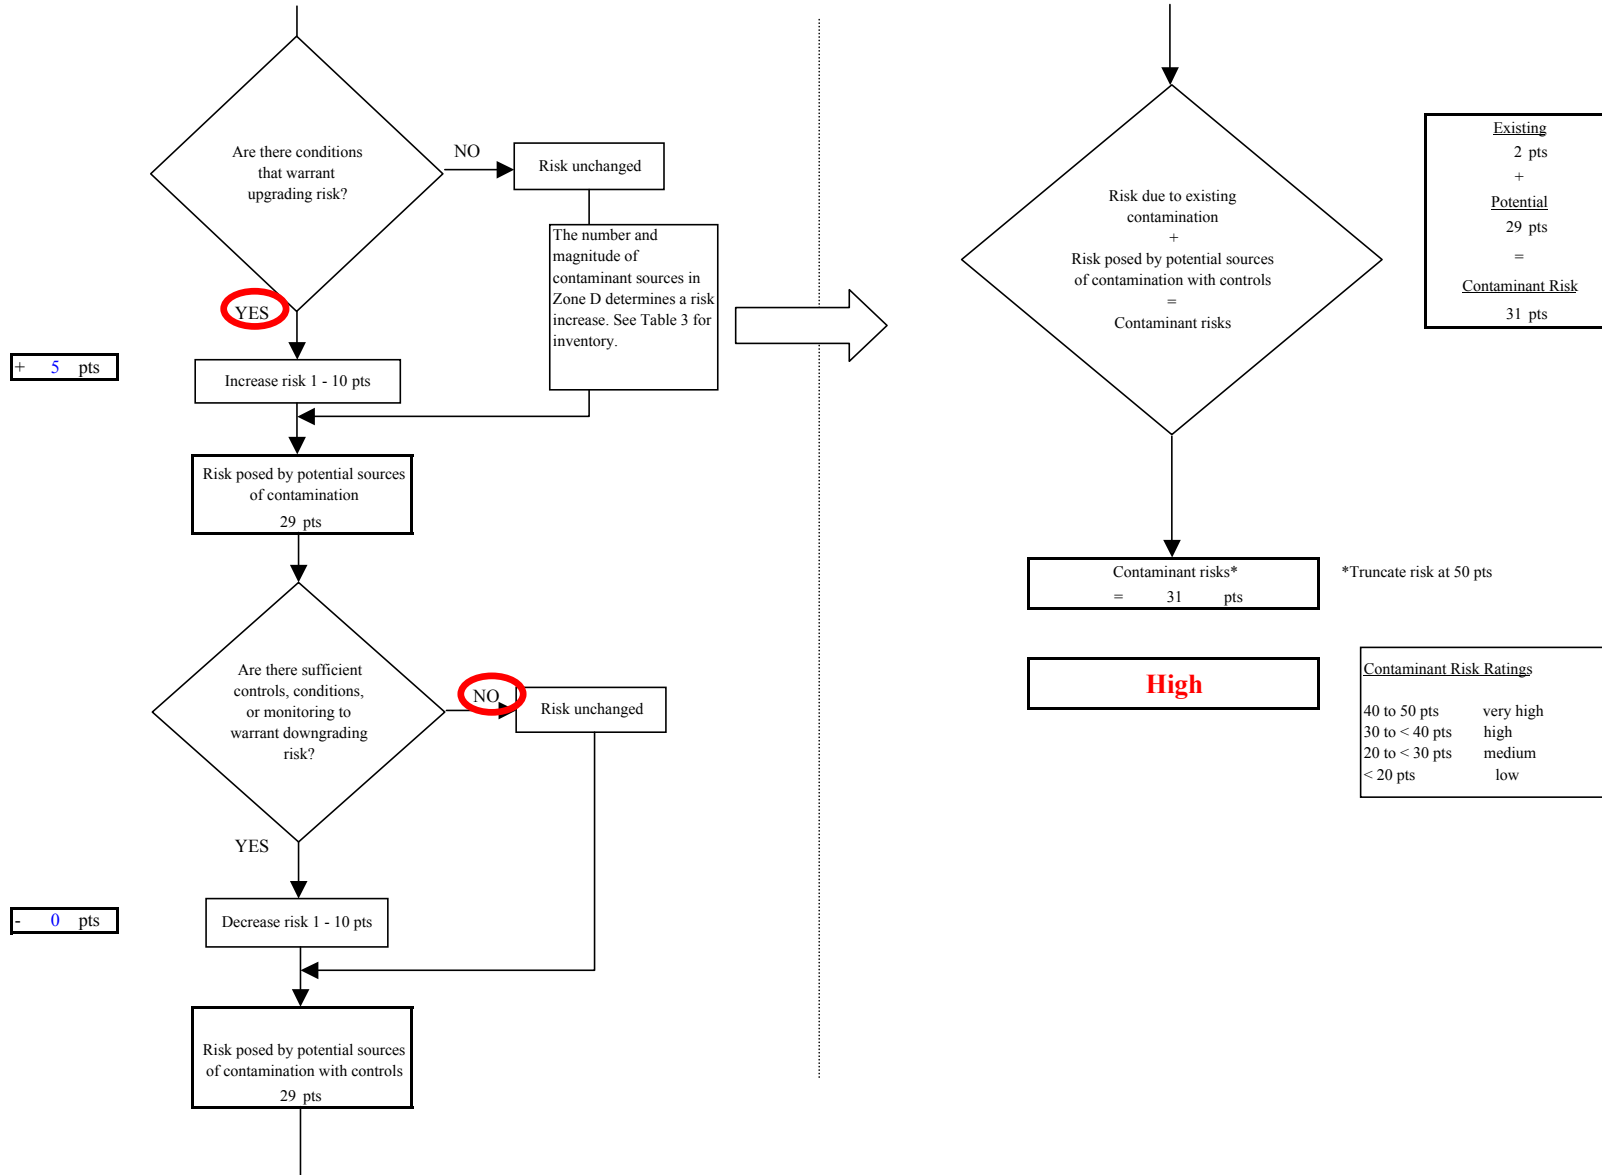 Are there conditions
that warrant
upgrading risk?
NO
Risk unchanged
The number and
magnitude of
contaminant sources in
Zone D determines a risk
increase. See Table 3 for
inventory.
YES
+ 5 pts
Increase risk 1 - 10 pts
Risk posed by potential sources
of contamination
29 pts
Are there sufficient
controls, conditions,
or monitoring to
warrant downgrading
risk?
NO
Risk unchanged
YES
- 0 pts
Decrease risk 1 - 10 pts
Risk posed by potential sources
of contamination with controls
29 pts
Risk due to existing
contamination
+
Risk posed by potential sources
of contamination with controls
=
Contaminant risks
Existing
2 pts
+
Potential
29 pts
=
Contaminant Risk
31 pts
Contaminant risks*
= 31 pts
*Truncate risk at 50 pts
High
Contaminant Risk Ratings
40 to 50 pts very high
30 to < 40 pts high
20 to < 30 pts medium
< 20 pts low